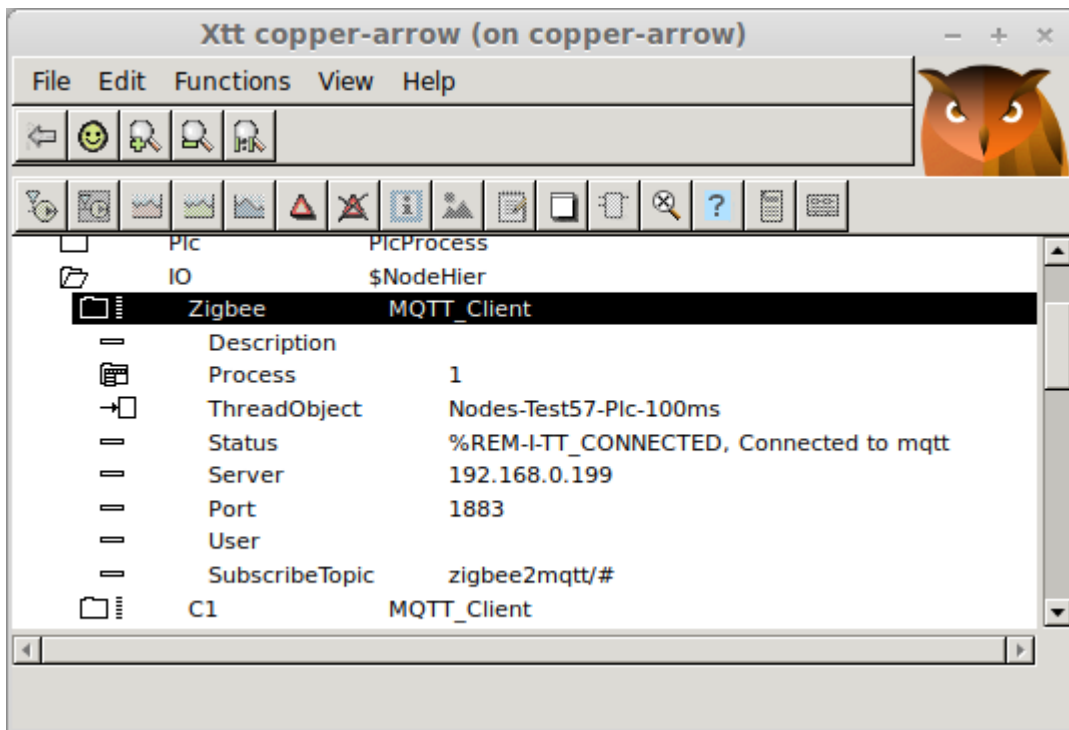 Xtt copper-arrow (on copper-arrow)
File Edit Functions View Help
Plc PlcProcess
IO $NodeHier
Zigbee MQTT_Client
Description
Process 1
ThreadObject Nodes-Test57-Plc-100ms
Status %REM-I-TT_CONNECTED, Connected to mqtt
Server 192.168.0.199
Port 1883
User
SubscribeTopic zigbee2mqtt/#
C1 MQTT_Client